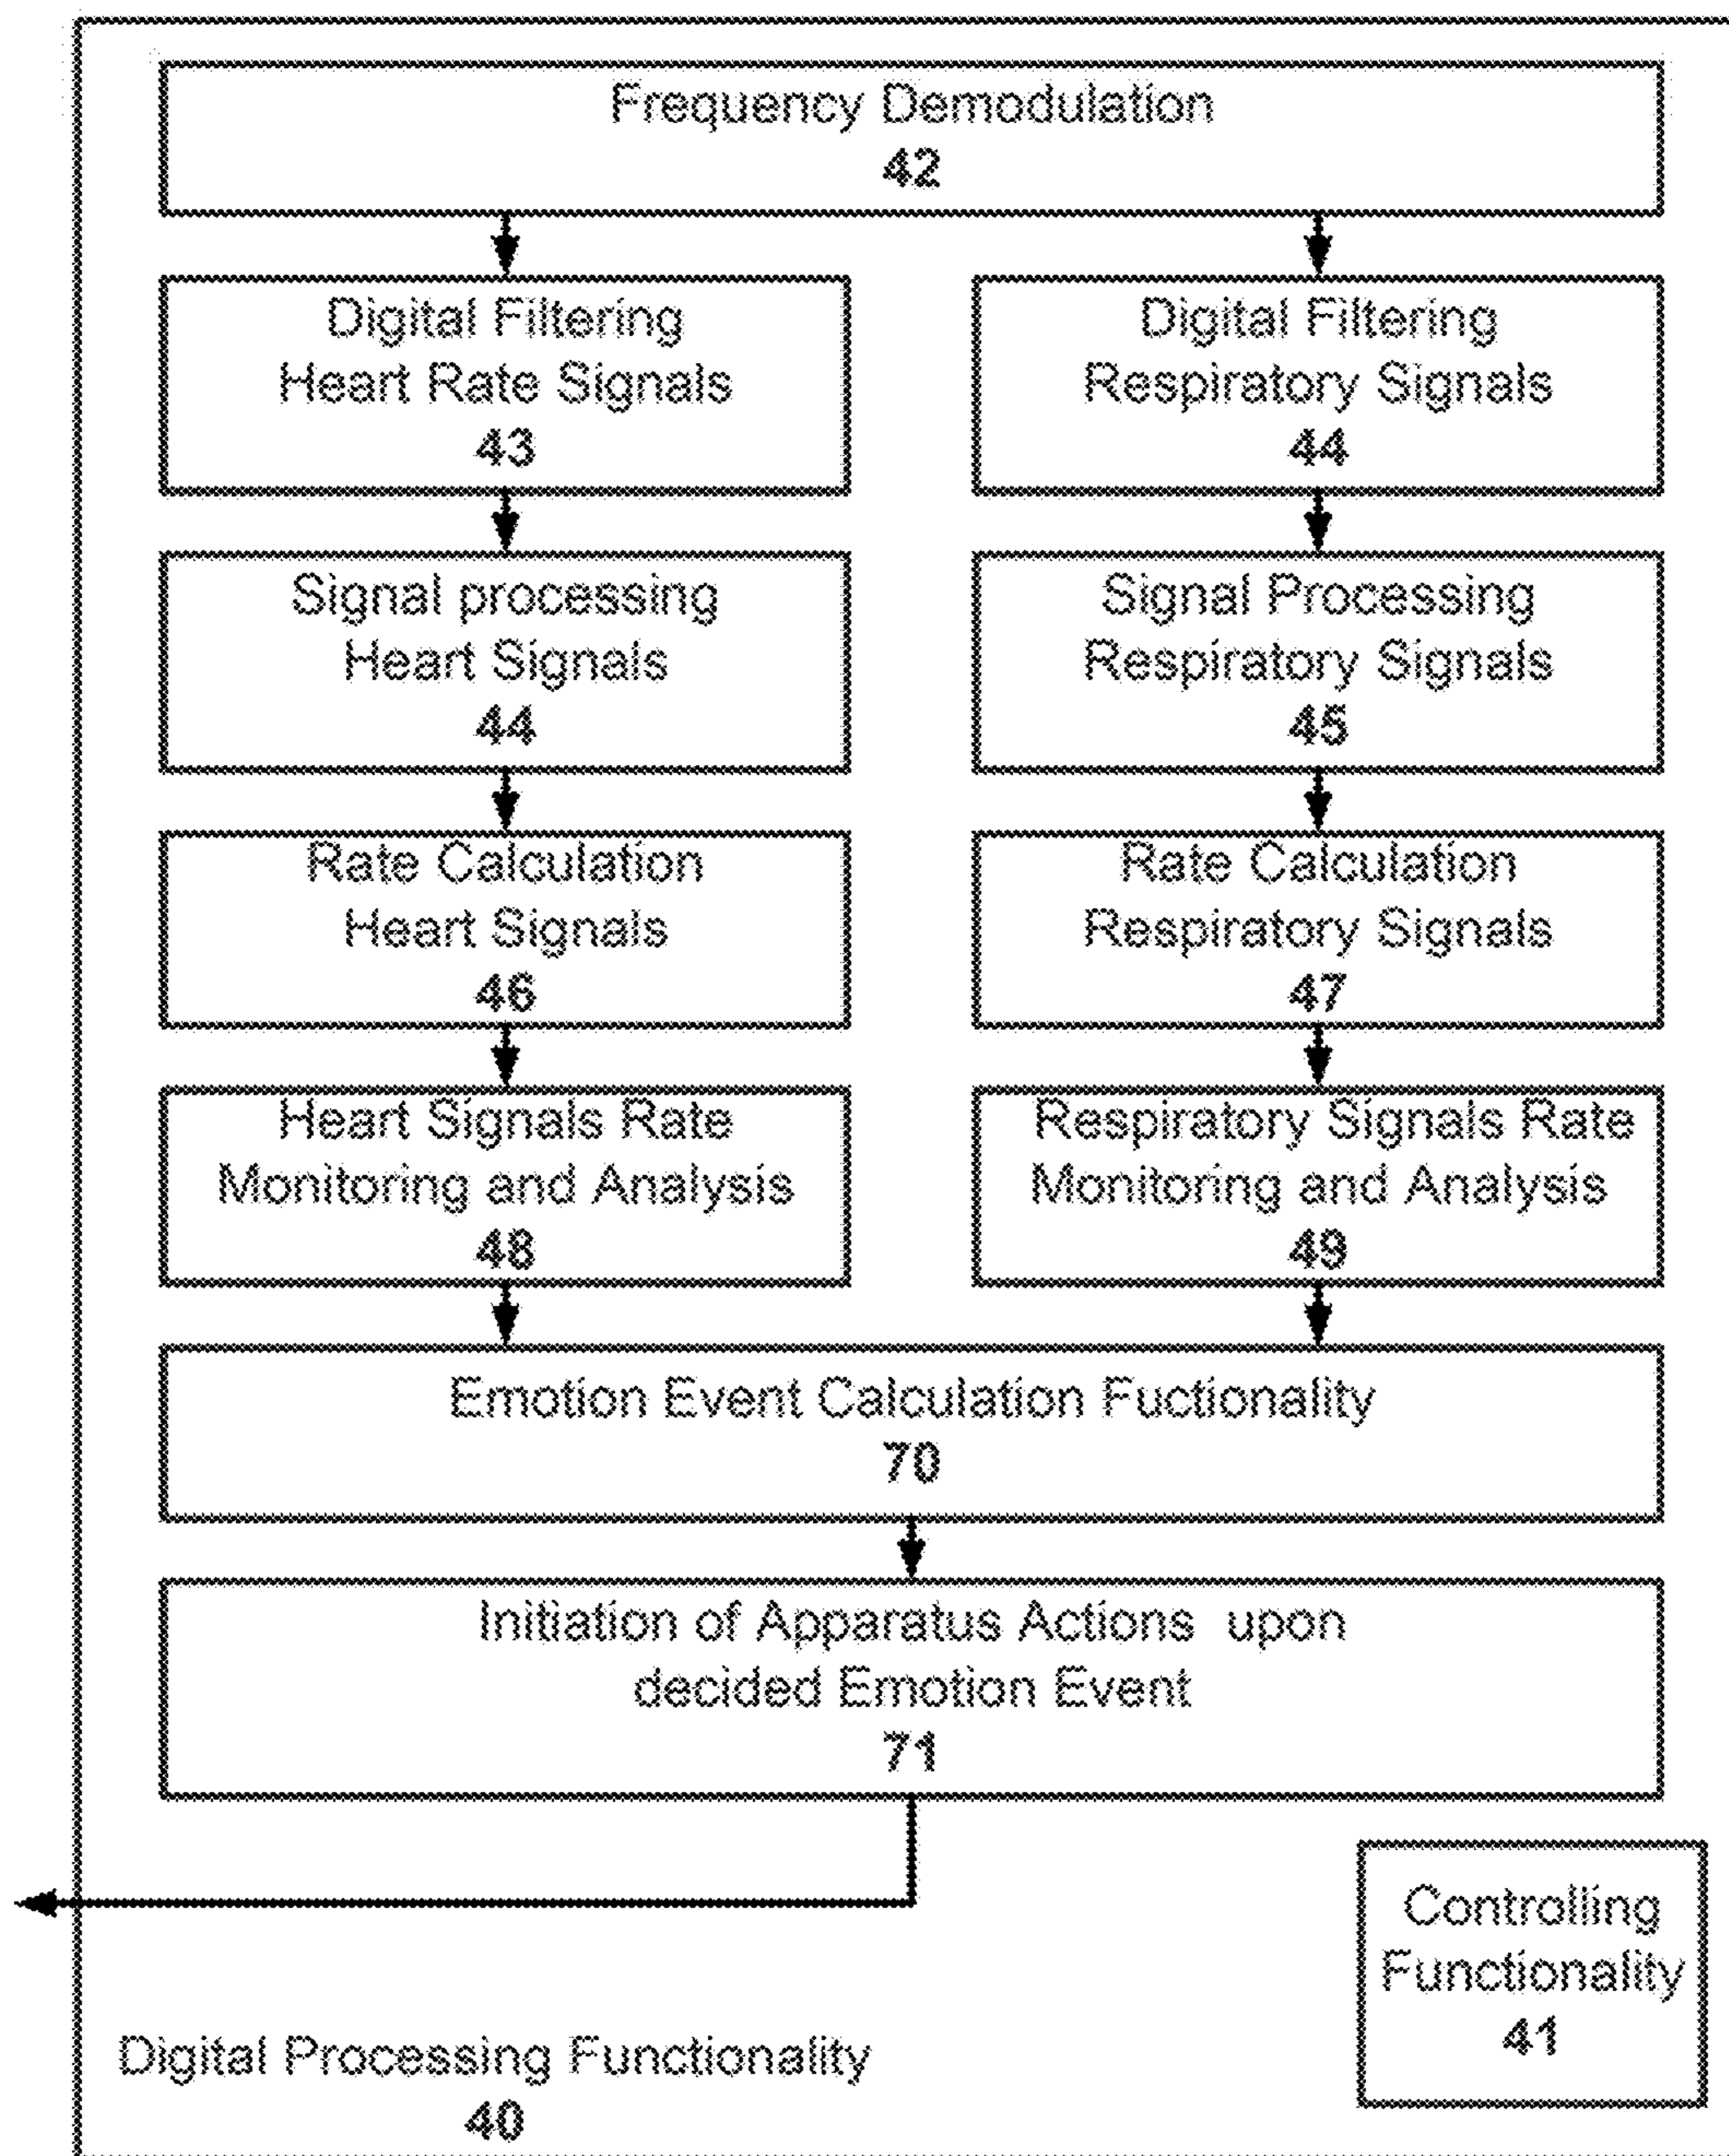 Frequency Demodulation
42
Digital Filtering
Heart Rate Signals
43
Digital Filtering
Respiratory Signals
44
Signal processing
Heart Signals
44
Signal Processing
Respiratory Signals
45
Rate Calculation
Heart Signals
46
Rate Calculation
Respiratory Signals
47
Heart Signals Rate
Monitoring and Analysis
48
Respiratory Signals Rate
Monitoring and Analysis
49
Emotion Event Calculation Fuctionality
70
Initiation of Apparatus Actions upon
decided Emotion Event
71
Controlling
Functionality
41
Digital Processing Functionality
40